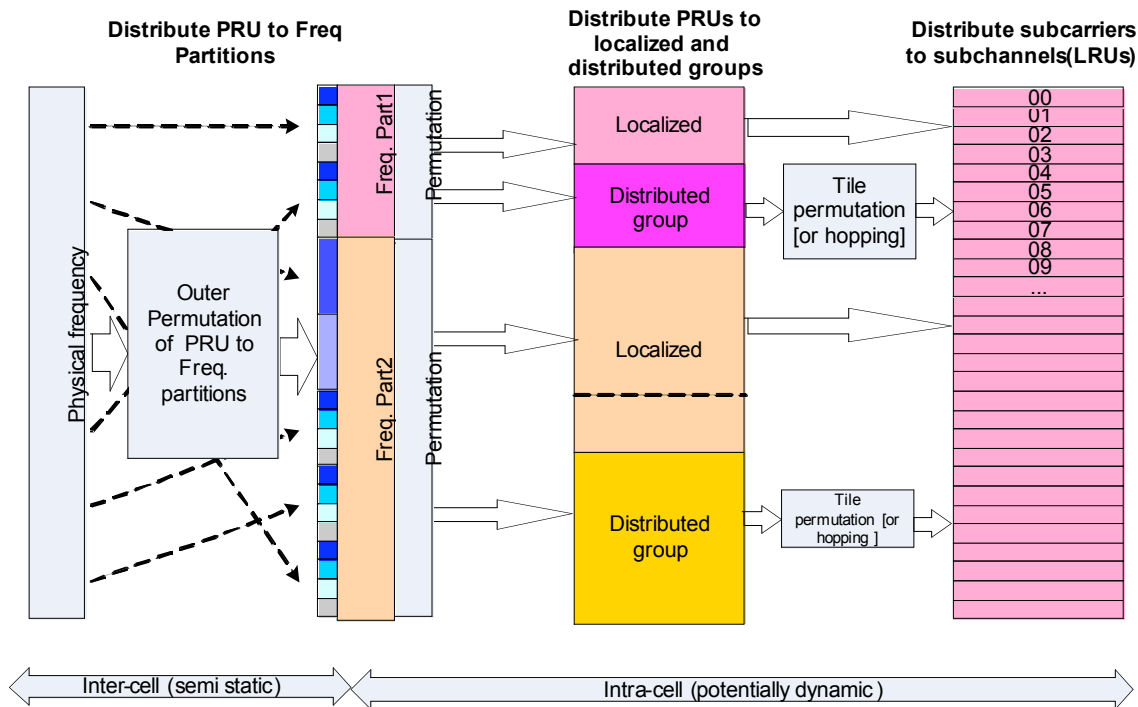 Distribute PRU to Freq
Partitions
Distribute PRUs to
localized and
distributed groups
Distribute subcarriers
to subchannels(LRUs)
Physical frequency
Outer
Permutation
of PRU to
Freq.
partitions
Freq. Part1
Permutation
Freq. Part2
Permutation
Localized
Distributed
group
Localized
Distributed
group
Tile
permutation
[or hopping]
Tile
permutation [or
hopping ]
00
01
02
03
04
05
06
07
08
09
...
Inter-cell (semi static)
Intra-cell (potentially dynamic)